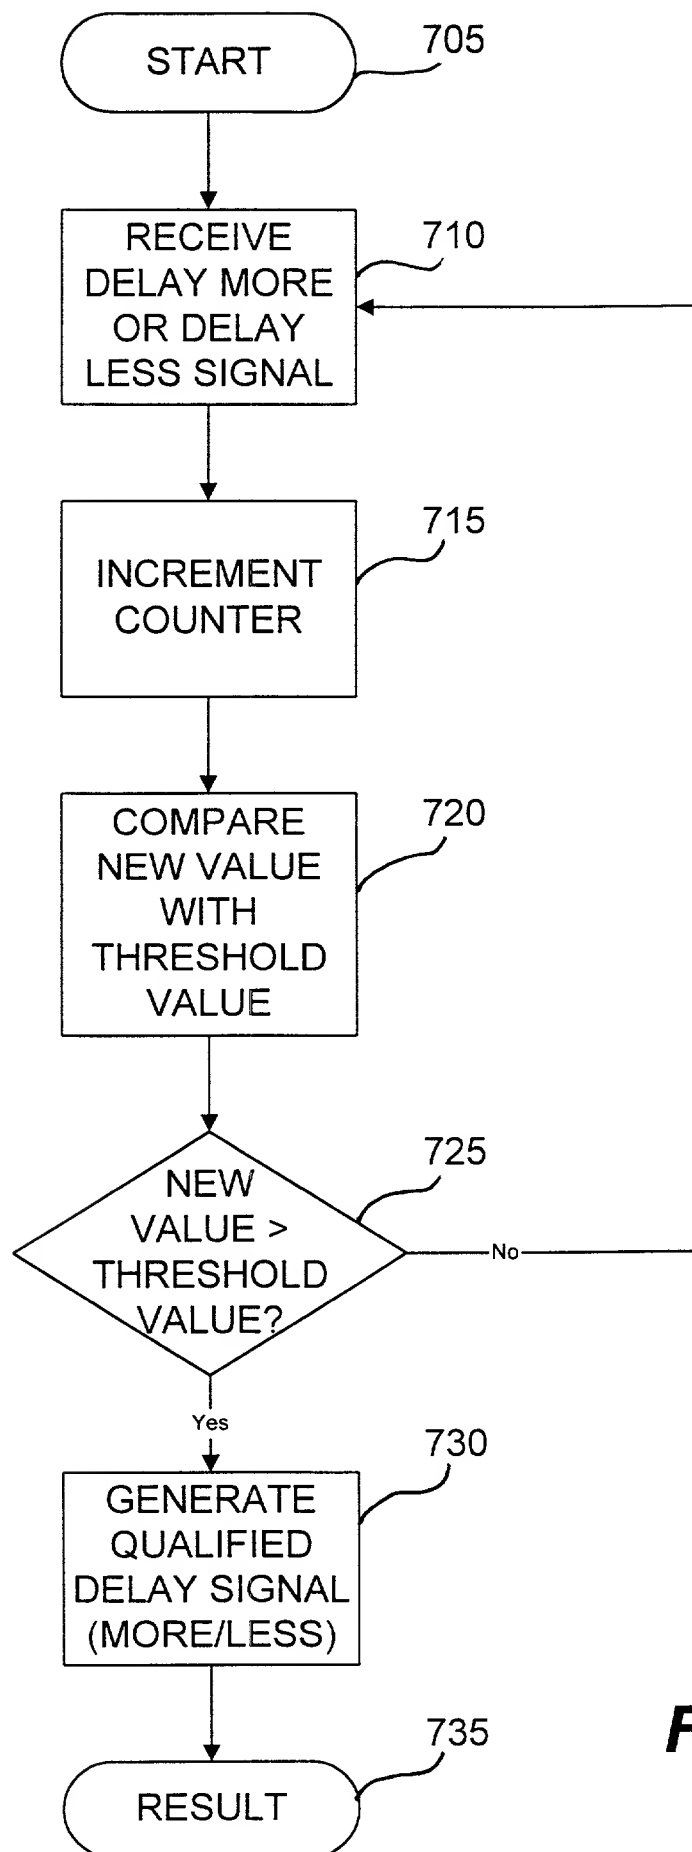 START
705
RECEIVE
DELAY MORE
OR DELAY
LESS SIGNAL
710
INCREMENT
COUNTER
715
COMPARE
NEW VALUE
WITH
THRESHOLD
VALUE
720
NEW
VALUE >
THRESHOLD
VALUE?
725
No
Yes
GENERATE
QUALIFIED
DELAY SIGNAL
(MORE/LESS)
730
RESULT
735
F